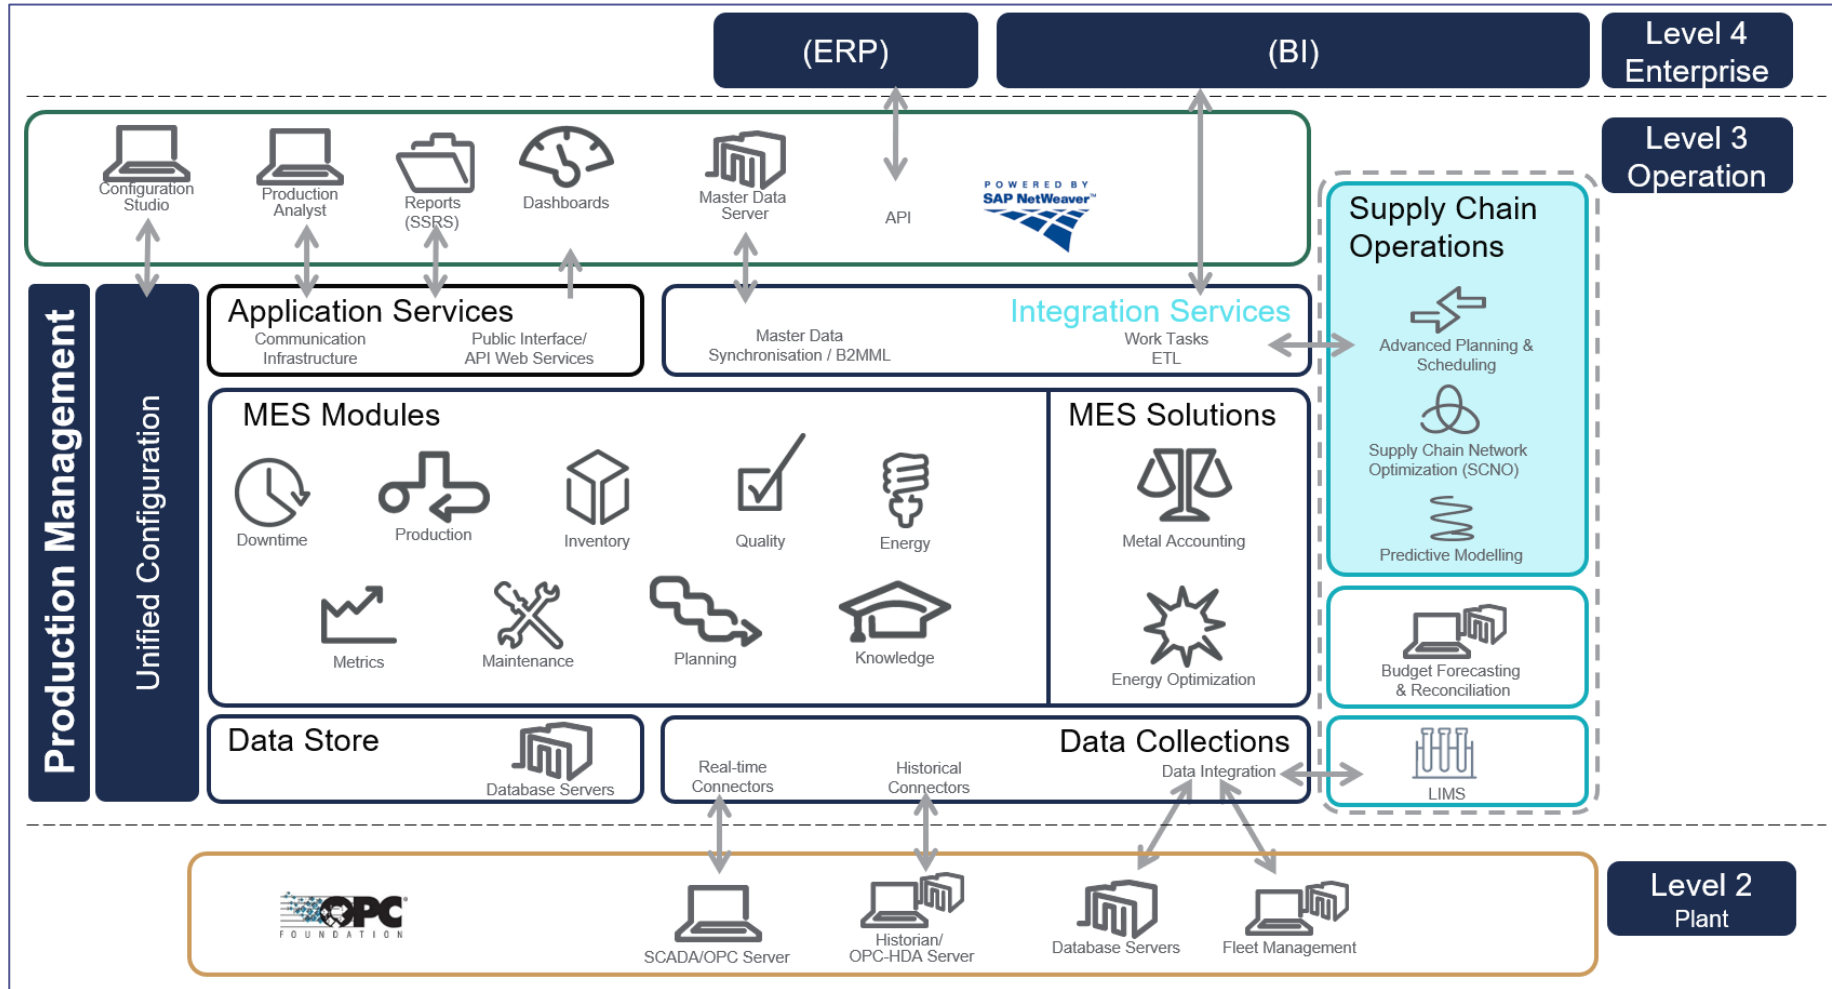 (ERP)
(BI)
Level 4
Enterprise
Level 3
Operation
Configuration
Studio
Production
Analyst
Reports
(SSRS)
Dashboards
Master Data
Server
API
POWERED BY
SAP NetWeaver™
Supply Chain
Operations
Advanced Planning &
Scheduling
Supply Chain Network
Optimization (SCNO)
Predictive Modelling
Budget Forecasting
& Reconciliation
LIMS
Production Management
Unified Configuration
Application Services
Communication
Infrastructure
Public Interface/
API Web Services
Integration Services
Master Data
Synchronisation / B2MML
Work Tasks
ETL
MES Modules
Downtime
Production
Inventory
Quality
Energy
Metrics
Maintenance
Planning
Knowledge
MES Solutions
Metal Accounting
Energy Optimization
Data Store
Database Servers
Data Collections
Real-time
Connectors
Historical
Connectors
Data Integration
OPC®
FOUNDATION
SCADA/OPC Server
Historian/
OPC-HDA Server
Database Servers
Fleet Management
Level 2
Plant